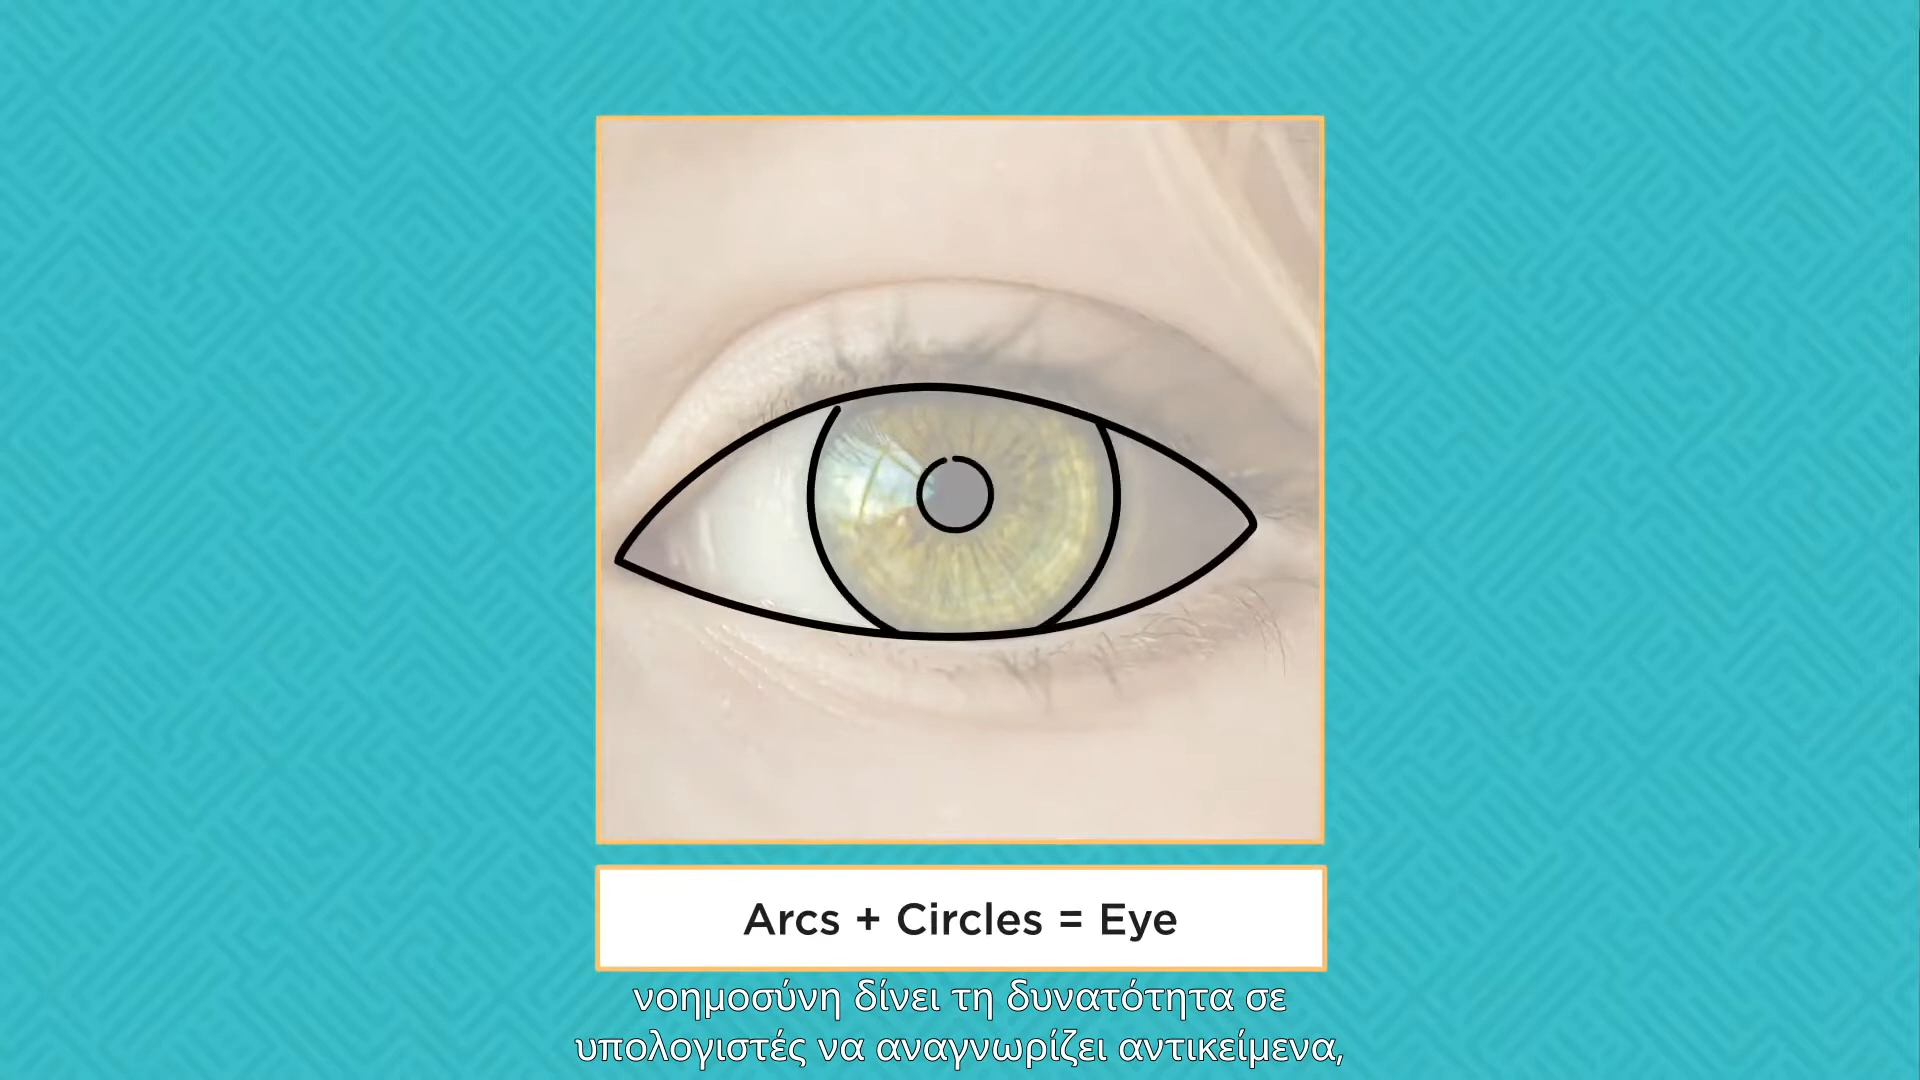 Arcs + Circles = Eye
νοημοσύνη δίνει τη δυνατότητα σε
υπολογιστές να αναγνωρίζει αντικείμενα,